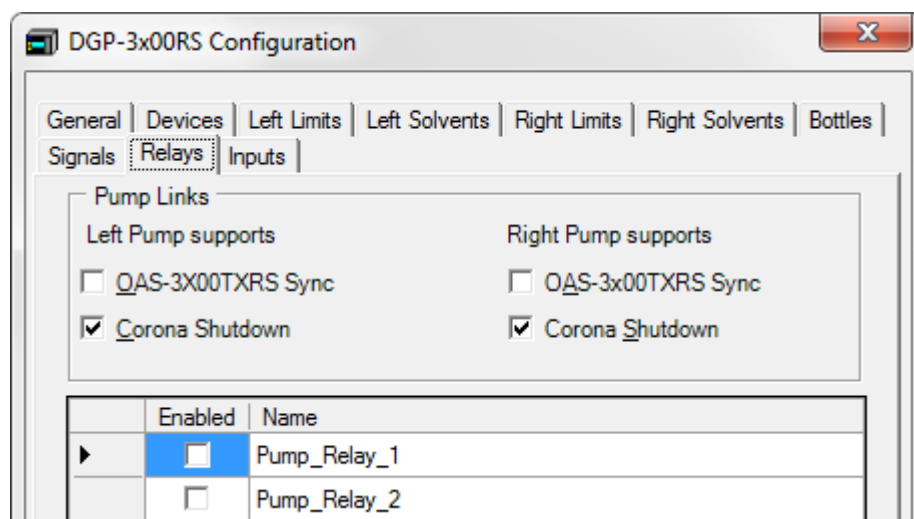 DGP-3x00RS Configuration
General Devices Left Limits Left Solvents Right Limits Right Solvents Bottles
Signals Relays Inputs
Pump Links
Left Pump supports Right Pump supports
OAS-3X00TXRS Sync OAS-3x00TXRS Sync
Corona Shutdown Corona Shutdown
Enabled Name
Pump_Relay_1
Pump_Relay_2